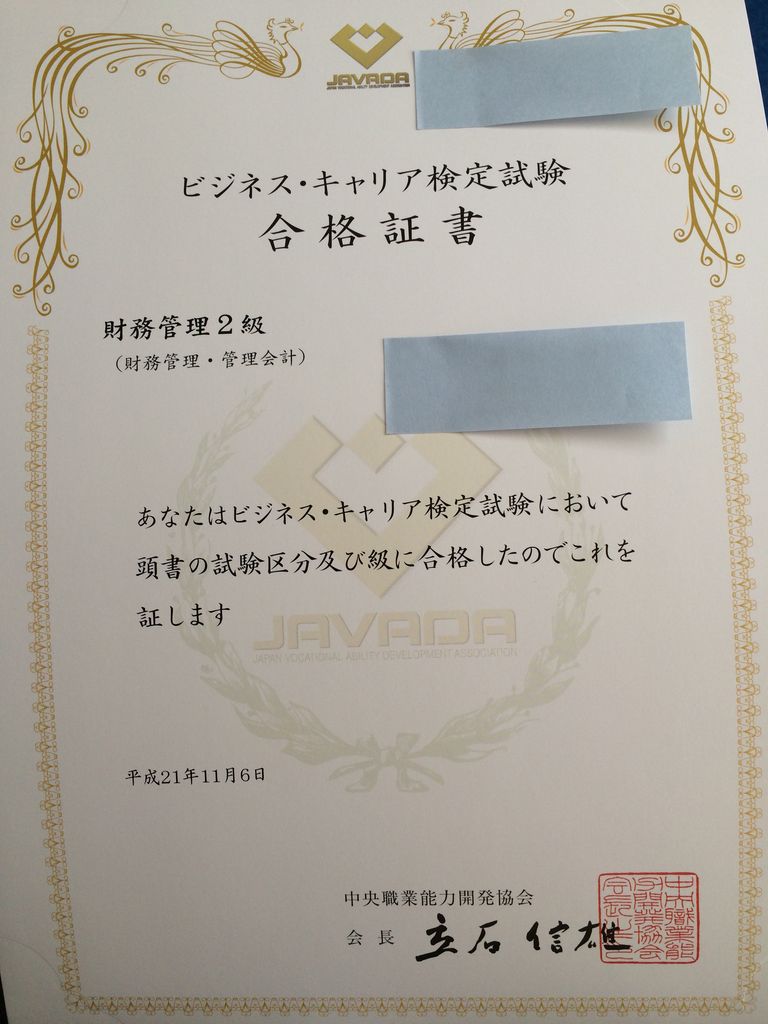 JAVADA
JAPAN VOCATIONAL ABILITY DEVELOPMENT ASSOCIATION
ビジネス・キャリア検定試験
合格証書
財務管理2級
（財務管理・管理会計）
あなたはビジネス・キャリア検定試験において
頭書の試験区分及び級に合格したのでこれを
証します
JAVADA
JAPAN VOCATIONAL ABILITY DEVELOPMENT ASSOCIATION
平成21年11月6日
中央職業能力開発協会
会長 立石信雄